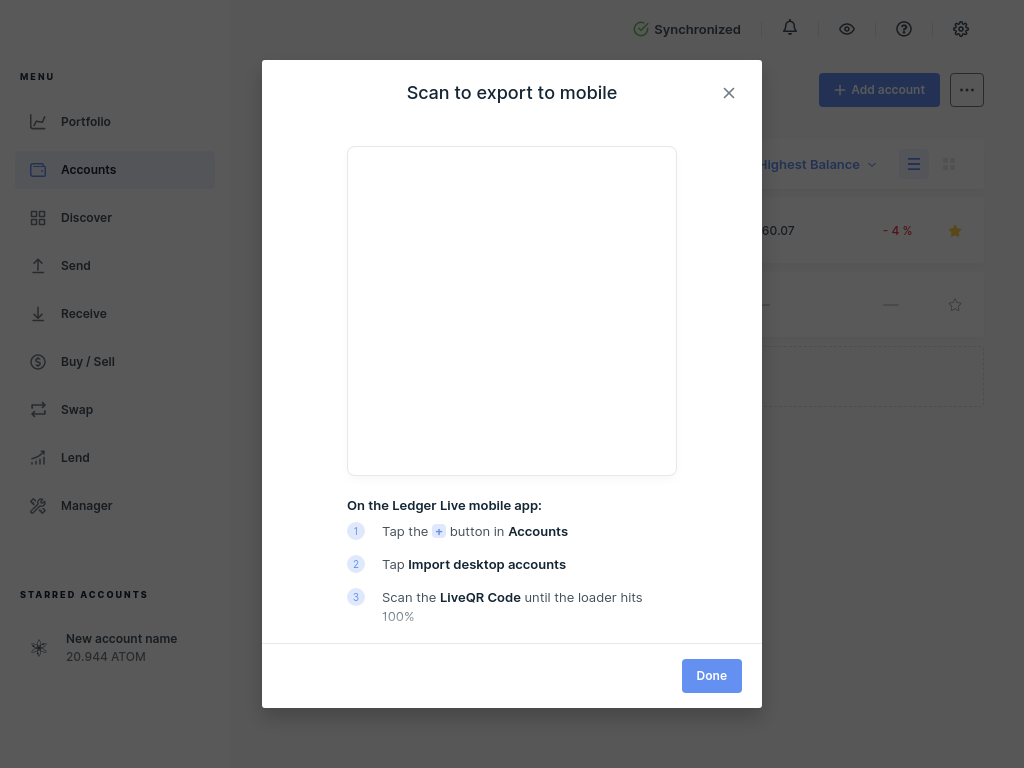 Synchronized
MENU
Portfolio
Accounts
Discover
Send
Receive
Buy / Sell
Swap
Lend
Manager
STARRED ACCOUNTS
New account name
20.944 ATOM
+ Add account
Highest Balance
60.07
- 4 %
Scan to export to mobile
On the Ledger Live mobile app:
1 Tap the + button in Accounts
2 Tap Import desktop accounts
3 Scan the LiveQR Code until the loader hits
100%
Done